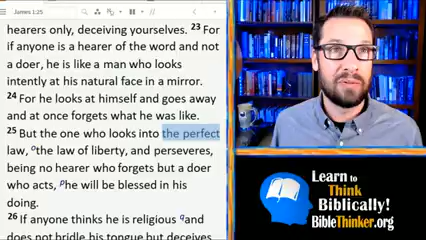 James 1:25
hearers only, deceiving yourselves. 23 For
if anyone is a hearer of the word and not
a doer, he is like a man who looks
intently at his natural face in a mirror.
24 For he looks at himself and goes away
and at once forgets what he was like.
25 But the one who looks into the perfect
law, o the law of liberty, and perseveres,
being no hearer who forgets but a doer
who acts, p he will be blessed in his
doing.
26 If anyone thinks he is religious q and
does not bridle his tongue but deceives
Learn to
Think
Biblically!
BibleThinker.org